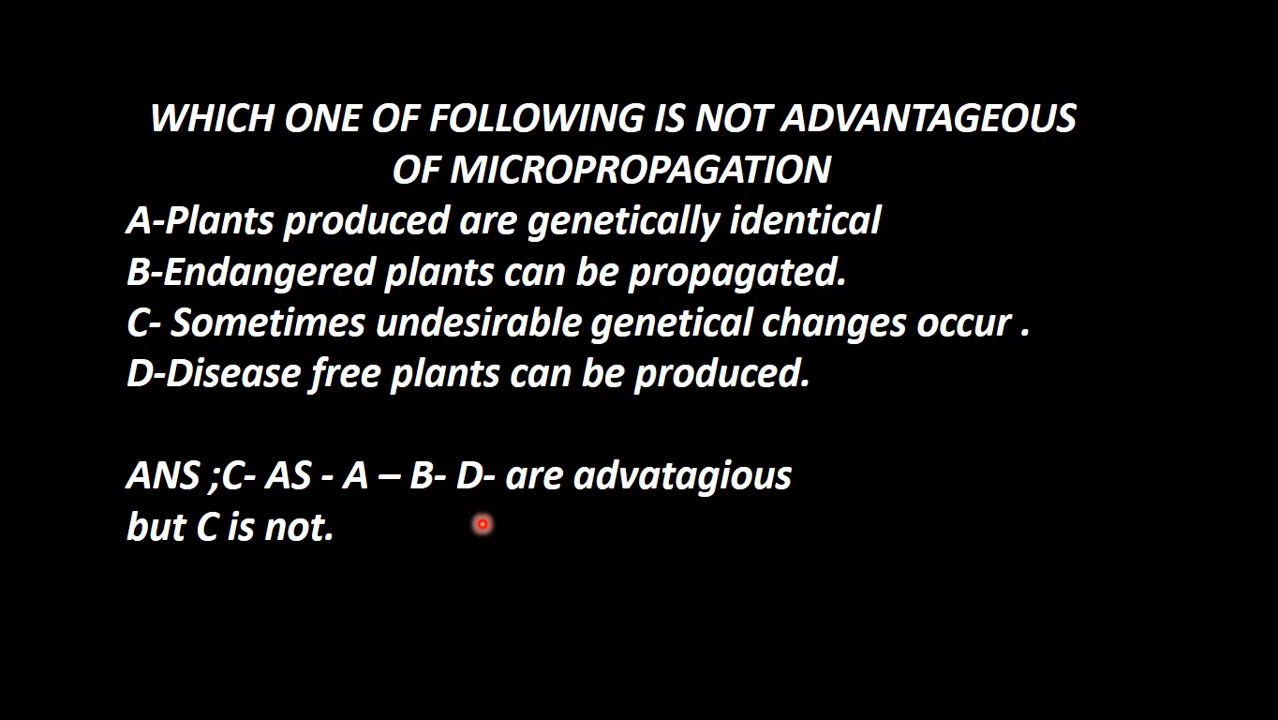 WHICH ONE OF FOLLOWING IS NOT ADVANTAGEOUS
OF MICROPROPAGATION
A-Plants produced are genetically identical
B-Endangered plants can be propagated.
C- Sometimes undesirable genetical changes occur .
D-Disease free plants can be produced.
ANS ;C- AS - A – B- D- are advatagious
but C is not.